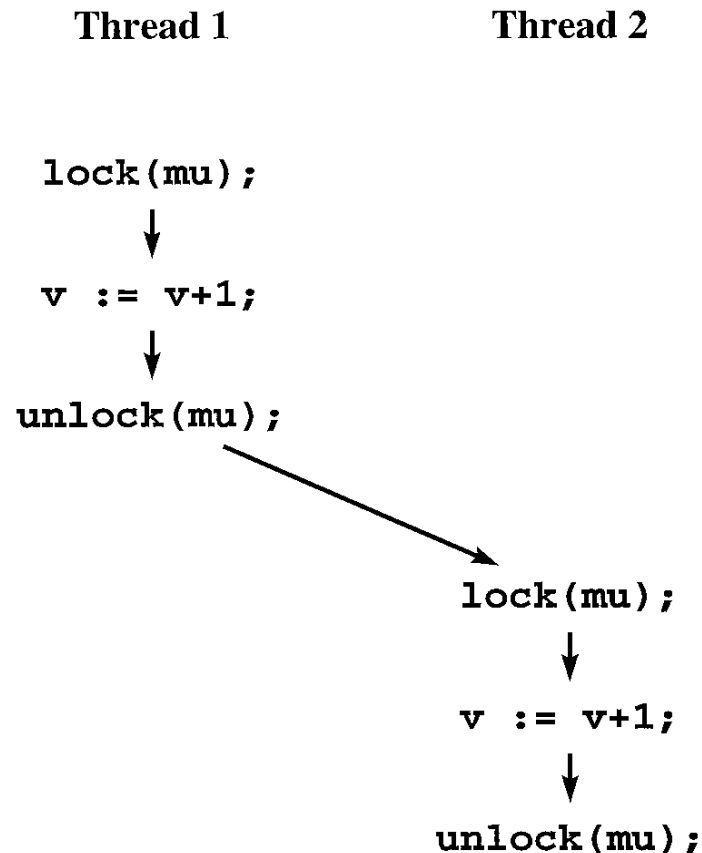 Thread 1 Thread 2
lock(mu);
v := v+1;
unlock(mu);
lock(mu);
v := v+1;
unlock(mu);